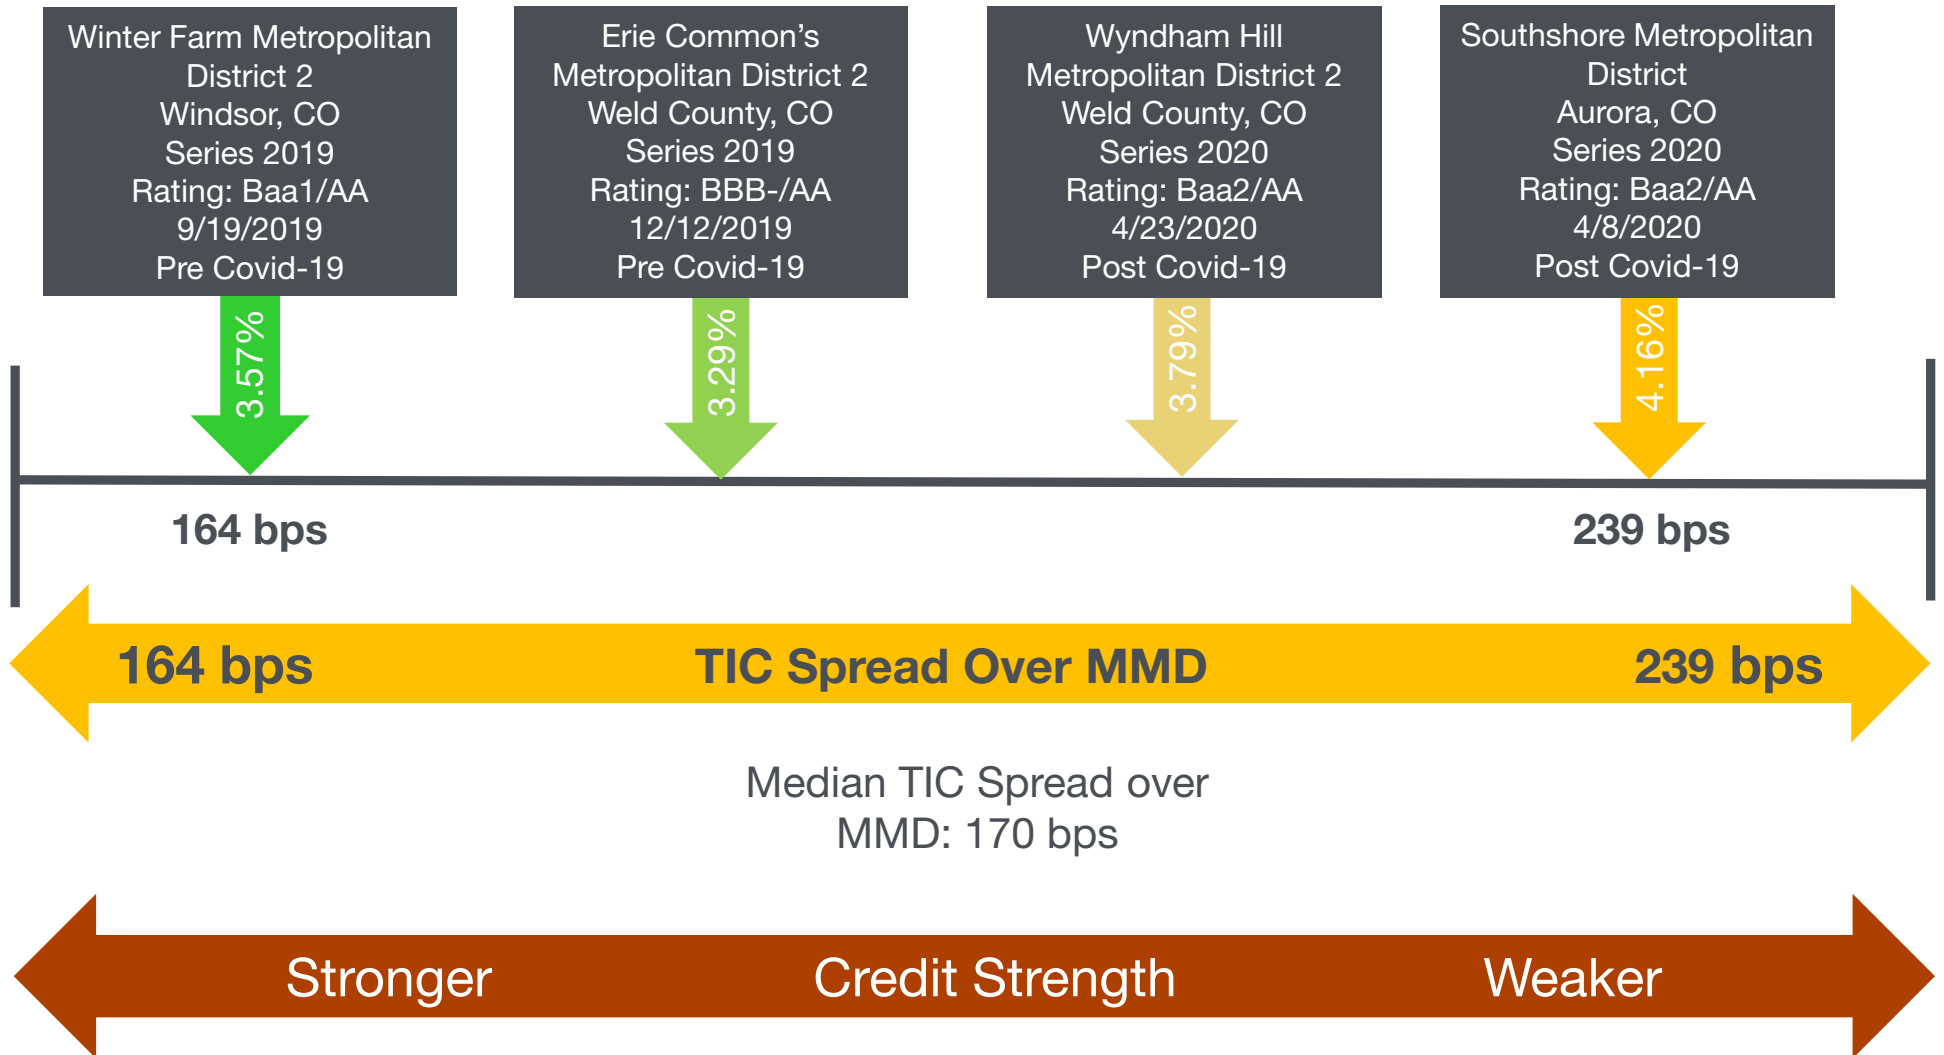 Winter Farm Metropolitan
District 2
Windsor, CO
Series 2019
Rating: Baa1/AA
9/19/2019
Pre Covid-19
Erie Common’s
Metropolitan District 2
Weld County, CO
Series 2019
Rating: BBB-/AA
12/12/2019
Pre Covid-19
Wyndham Hill
Metropolitan District 2
Weld County, CO
Series 2020
Rating: Baa2/AA
4/23/2020
Post Covid-19
Southshore Metropolitan
District
Aurora, CO
Series 2020
Rating: Baa2/AA
4/8/2020
Post Covid-19
3.57%
3.29%
3.79%
4.16%
164 bps
239 bps
164 bps
TIC Spread Over MMD
239 bps
Median TIC Spread over
MMD: 170 bps
Stronger
Credit Strength
Weaker